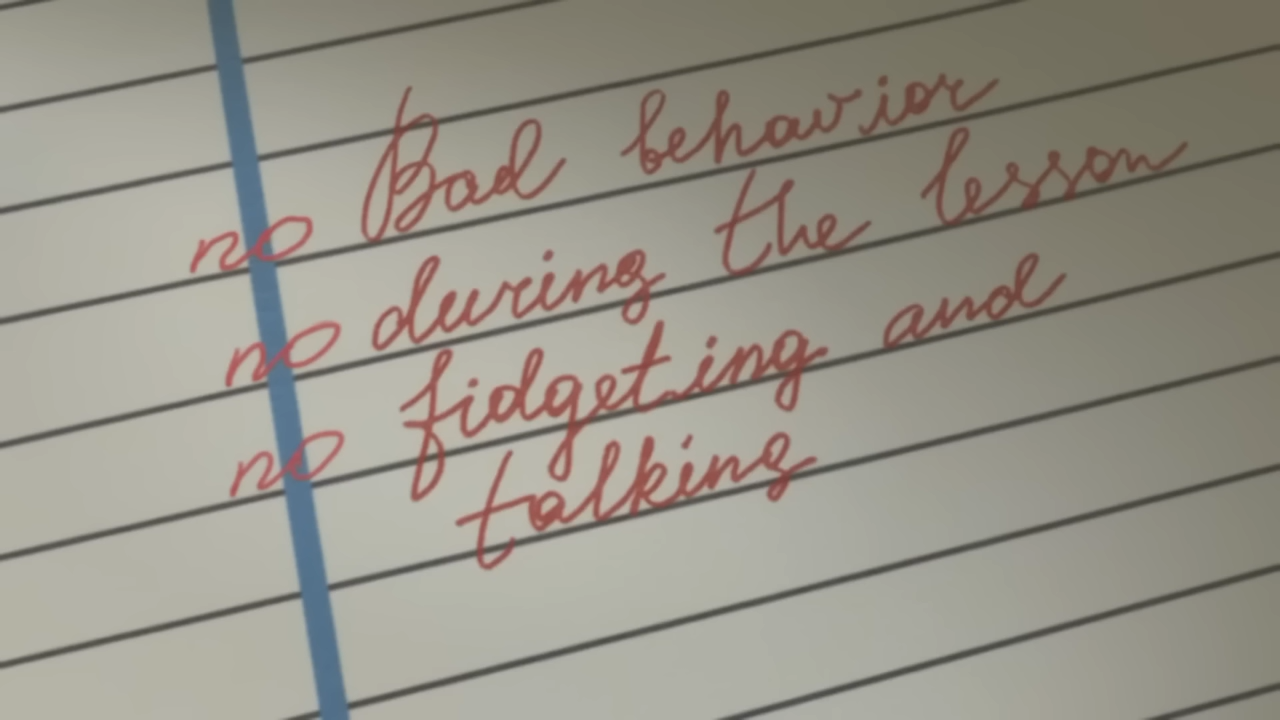 no Bad behavior
no during the lesson
no fidgeting and
talking